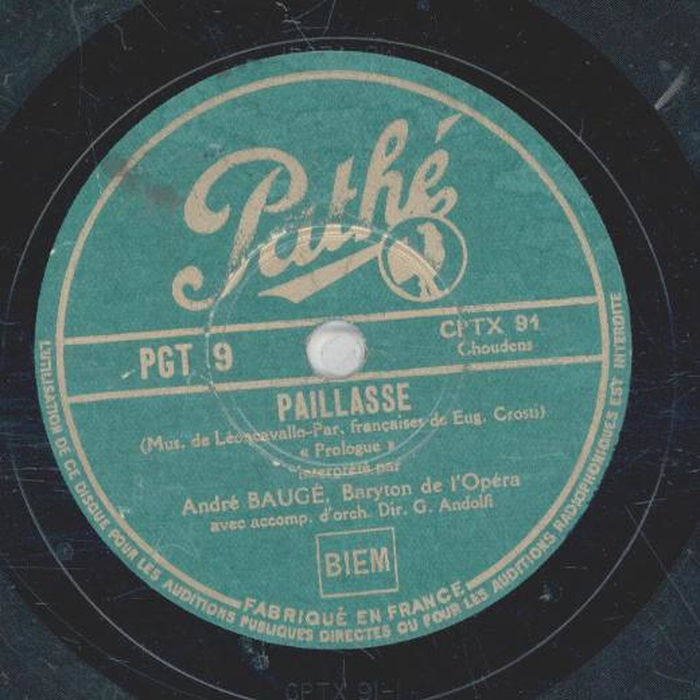 Pathé
PGT 9
CPTX 91
Choudens
PAILLASSE
(Mus. de Léoncavallo-Par. françaises de Eug. Crosti)
« Prologue »
interprété par
André BAUGÉ, Baryton de l'Opéra
avec accomp. d'orch. Dir. G. Andolfi
BIEM
FABRIQUÉ EN FRANCE
L'UTILISATION DE CE DISQUE POUR LES AUDITIONS PUBLIQUES DIRECTES OU POUR LES AUDITIONS RADIOPHONIQUES EST INTERDITE
CPTX 91-1